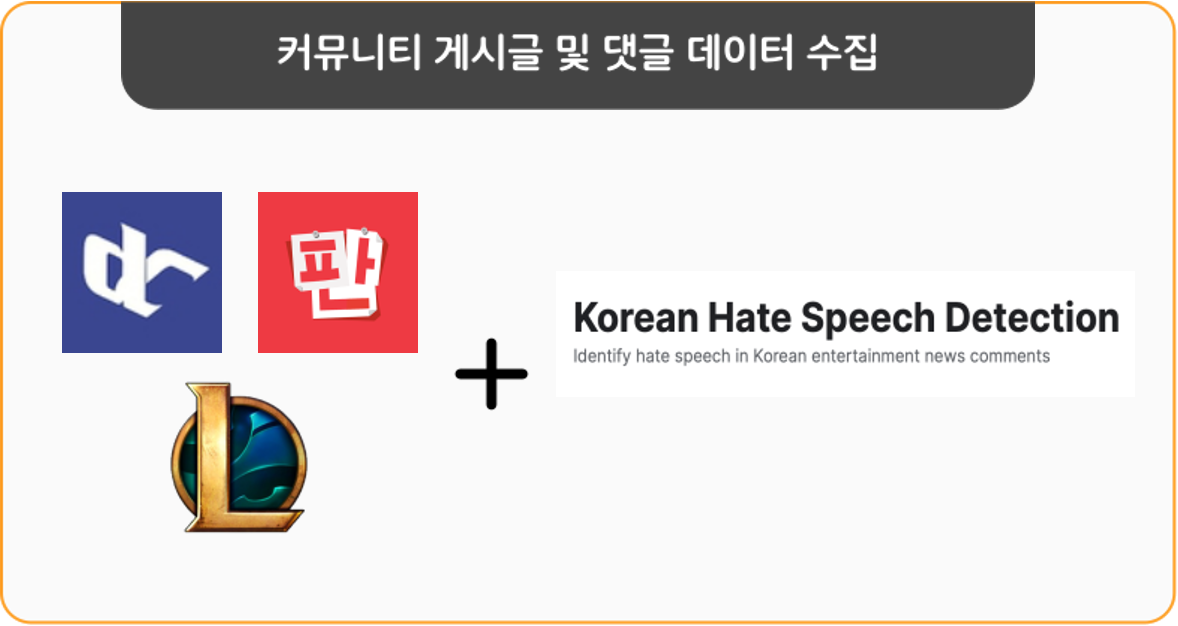 커뮤니티 게시글 및 댓글 데이터 수집
dc
판
L
Korean Hate Speech Detection
Identify hate speech in Korean entertainment news comments